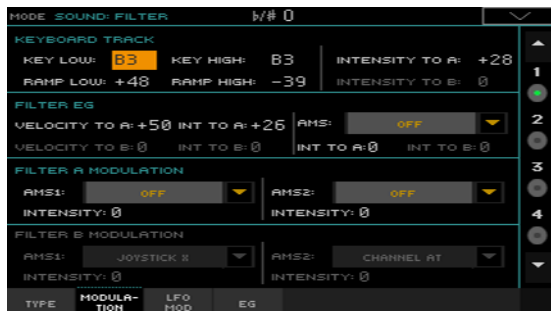 MODE SOUND: FILTER ♭/# 0
KEYBOARD TRACK
KEY LOW: B3 KEY HIGH: B3 INTENSITY TO A: +28
RAMP LOW: +48 RAMP HIGH: -39 INTENSITY TO B: 0
FILTER EG
VELOCITY TO A: +50 INT TO A: +26 AMS: OFF
VELOCITY TO B: 0 INT TO B: 0 INT TO A: 0 INT TO B: 0
FILTER A MODULATION
AMS1: OFF AMS2: OFF
INTENSITY: 0 INTENSITY: 0
FILTER B MODULATION
AMS1: JOYSTICK X AMS2: CHANNEL AT
INTENSITY: 0 INTENSITY: 0
TYPE MODULA-
TION LFO
MOD EG
1
2
3
4